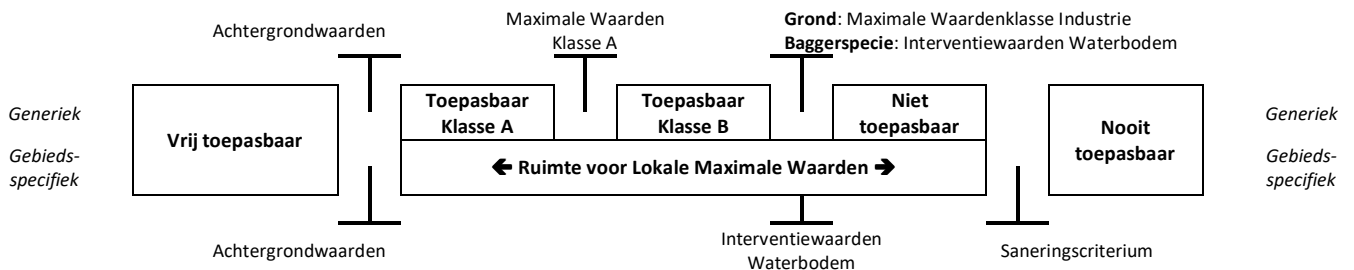 Achtergrondwaarden
Maximale Waarden
Klasse A
Grond: Maximale Waardenklasse Industrie
Baggerspecie: Interventiewaarden Waterbodem
Generiek
Gebieds-
specifiek
Vrij toepasbaar
Toepasbaar
Klasse A
Toepasbaar
Klasse B
Niet
toepasbaar
🡸 Ruimte voor Lokale Maximale Waarden 🡺
Nooit
toepasbaar
Generiek
Gebieds-
specifiek
Achtergrondwaarden
Interventiewaarden
Waterbodem
Saneringscriterium